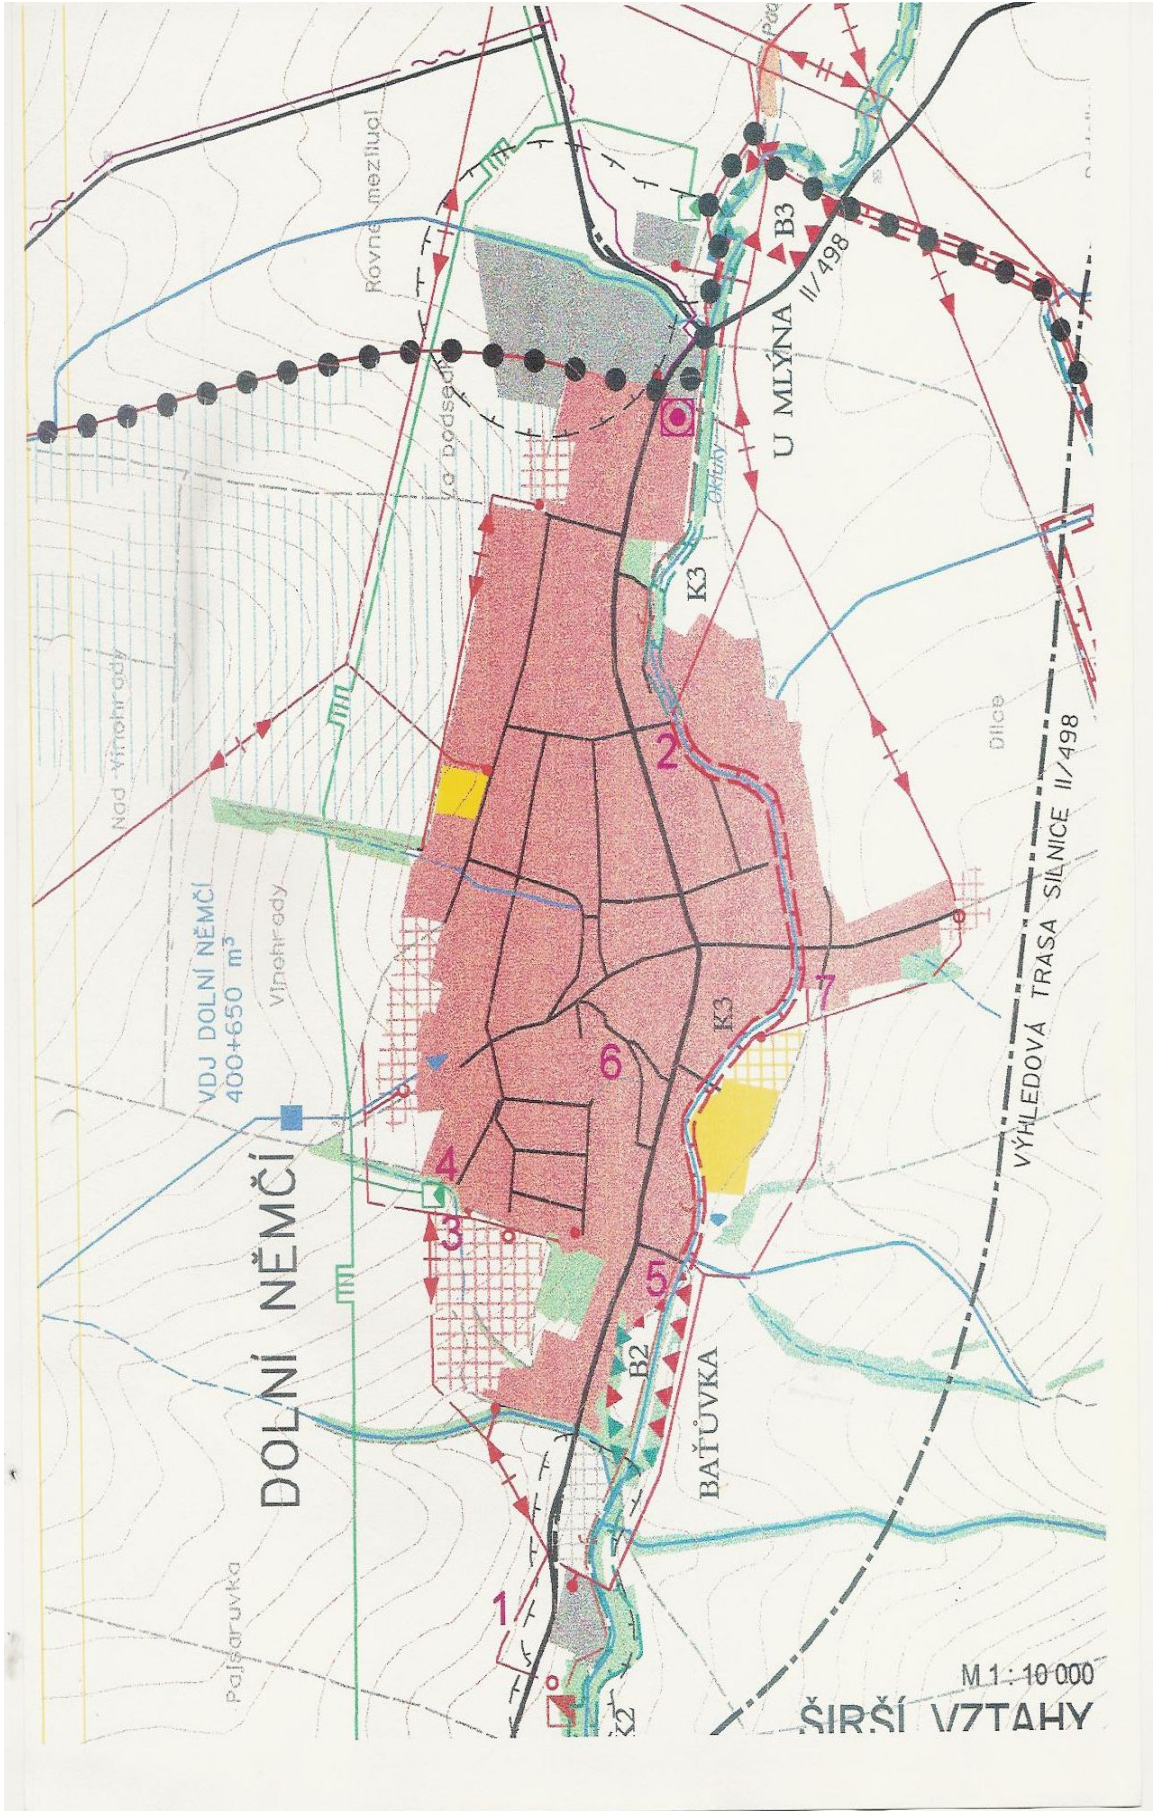 DOLNÍ NĚMČÍ
VDJ DOLNÍ NĚMČÍ
400+650 m³
Vinohrady
Nad Vinohrady
Rovné mezihucí
Pajsaruvka
1
2
3
4
5
6
7
B2
BAŤŮVKA
K3
K3
Okluky
U MLÝNA
B3
II/498
Dílce
VÝHLEDOVÁ TRASA SILNICE II/498
K2
M 1 : 10 000
ŠIRŠÍ VZTAHY